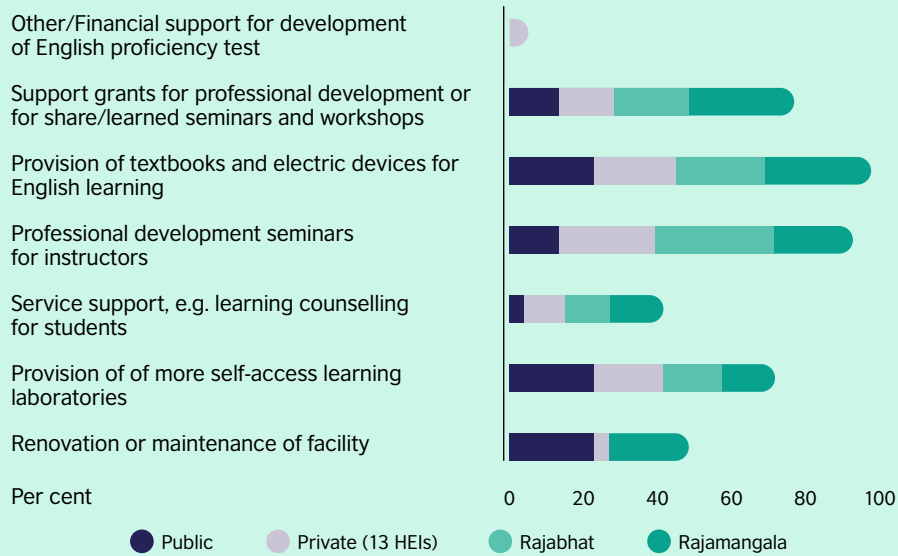 Other/Financial support for development
of English proficiency test
Support grants for professional development or
for share/learned seminars and workshops
Provision of textbooks and electric devices for
English learning
Professional development seminars
for instructors
Service support, e.g. learning counselling
for students
Provision of of more self-access learning
laboratories
Renovation or maintenance of facility
Per cent 0 20 40 60 80 100
Public Private (13 HEIs) Rajabhat Rajamangala